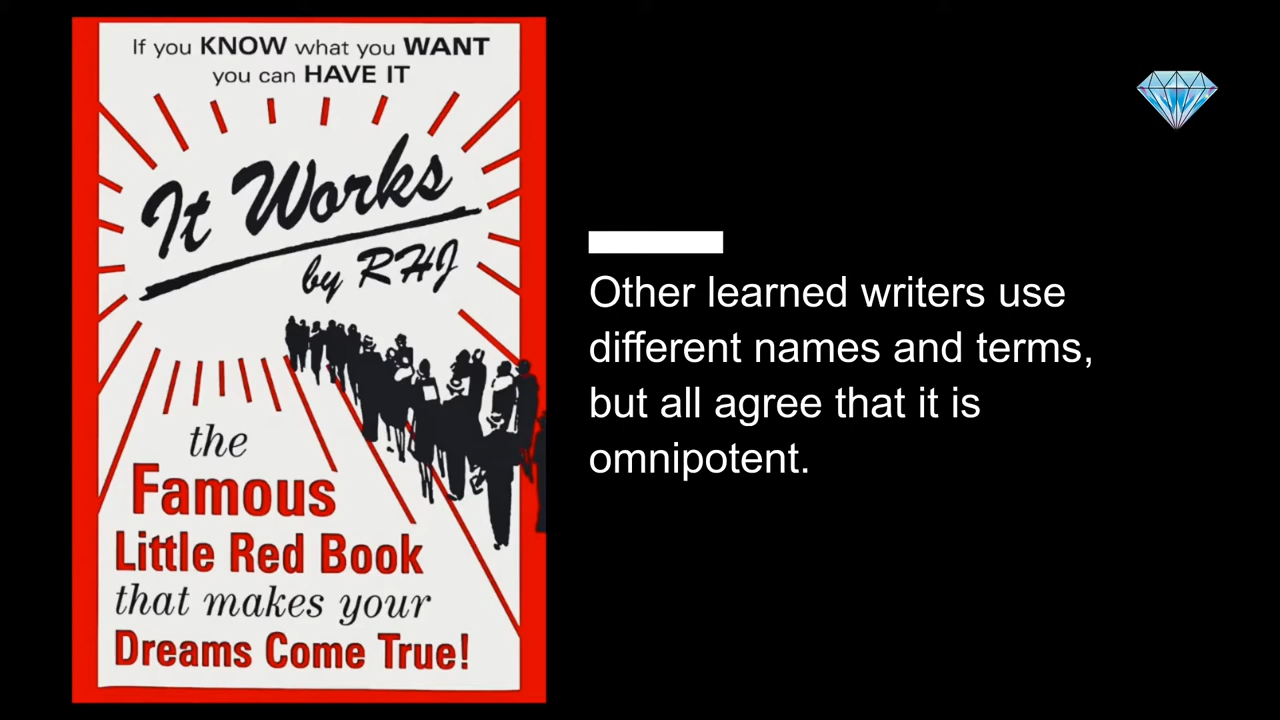 If you KNOW what you WANT
you can HAVE IT
It Works
by RHJ
the
Famous
Little Red Book
that makes your
Dreams Come True!
Other learned writers use
different names and terms,
but all agree that it is
omnipotent.